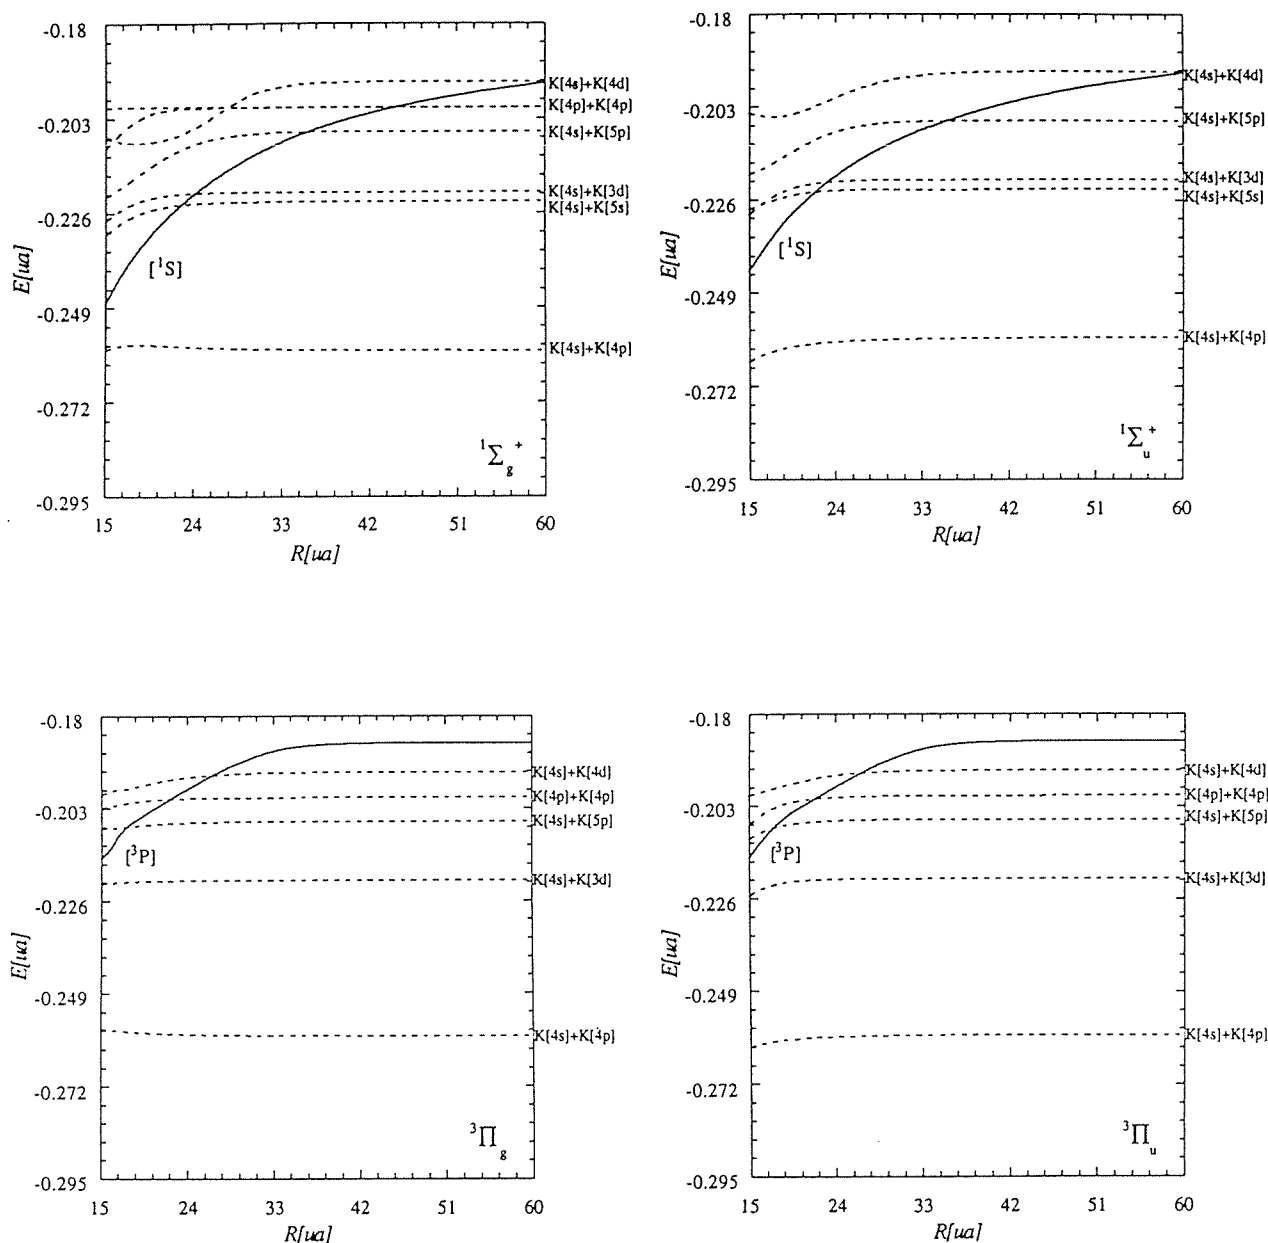 -0.18
-0.203
-0.226
-0.249
-0.272
-0.295
E[ua]
K[4s]+K[4d]
K[4p]+K[4p]
K[4s]+K[5p]
K[4s]+K[3d]
K[4s]+K[5s]
[¹S]
K[4s]+K[4p]
¹Σg⁺
15 24 33 42 51 60
R[ua]
-0.18
-0.203
-0.226
-0.249
-0.272
-0.295
E[ua]
K[4s]+K[4d]
K[4s]+K[5p]
K[4s]+K[3d]
K[4s]+K[5s]
[¹S]
K[4s]+K[4p]
¹Σu⁺
15 24 33 42 51 60
R[ua]
-0.18
-0.203
-0.226
-0.249
-0.272
-0.295
E[ua]
K[4s]+K[4d]
K[4p]+K[4p]
K[4s]+K[5p]
[³P]
K[4s]+K[3d]
K[4s]+K[4p]
³Πg
15 24 33 42 51 60
R[ua]
-0.18
-0.203
-0.226
-0.249
-0.272
-0.295
E[ua]
K[4s]+K[4d]
K[4p]+K[4p]
K[4s]+K[5p]
[³P]
K[4s]+K[3d]
K[4s]+K[4p]
³Πu
15 24 33 42 51 60
R[ua]